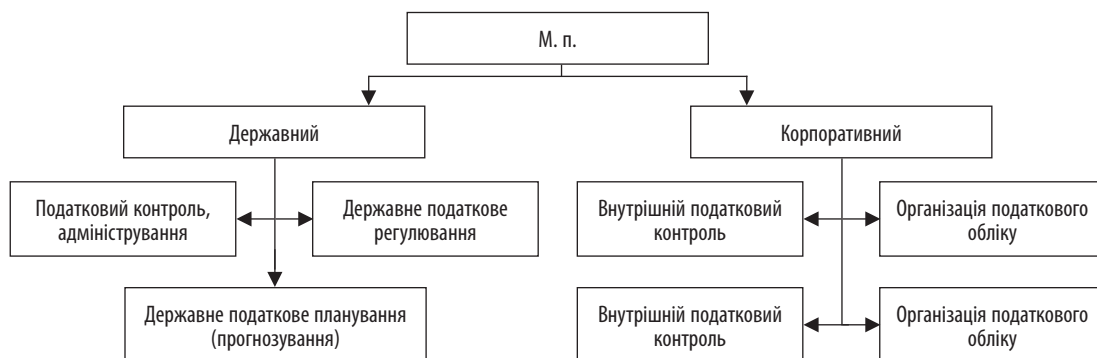 М. п.
Державний
Корпоративний
Податковий контроль,
адміністрування
Державне податкове
регулювання
Внутрішній податковий
контроль
Організація податкового
обліку
Державне податкове планування
(прогнозування)
Внутрішній податковий
контроль
Організація податкового
обліку